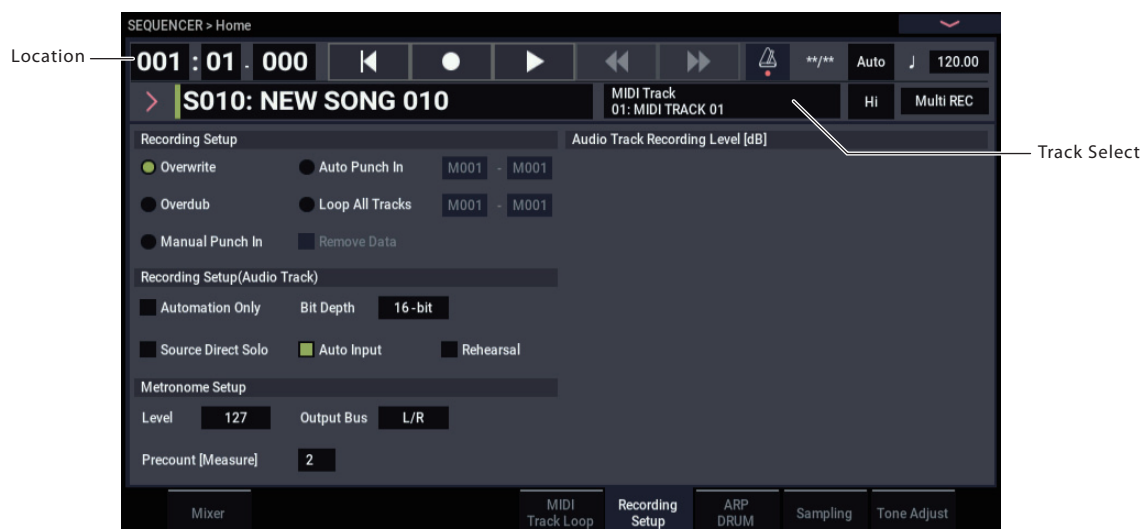 SEQUENCER > Home
Location
001 : 01 . 000
**/**
Auto
♩ 120.00
S010: NEW SONG 010
MIDI Track
01: MIDI TRACK 01
Hi
Multi REC
Track Select
Recording Setup
Audio Track Recording Level [dB]
Overwrite
Auto Punch In
M001 - M001
Overdub
Loop All Tracks
M001 - M001
Manual Punch In
Remove Data
Recording Setup(Audio Track)
Automation Only
Bit Depth
16-bit
Source Direct Solo
Auto Input
Rehearsal
Metronome Setup
Level
127
Output Bus
L/R
Precount [Measure]
2
Mixer
MIDI
Track Loop
Recording
Setup
ARP
DRUM
Sampling
Tone Adjust